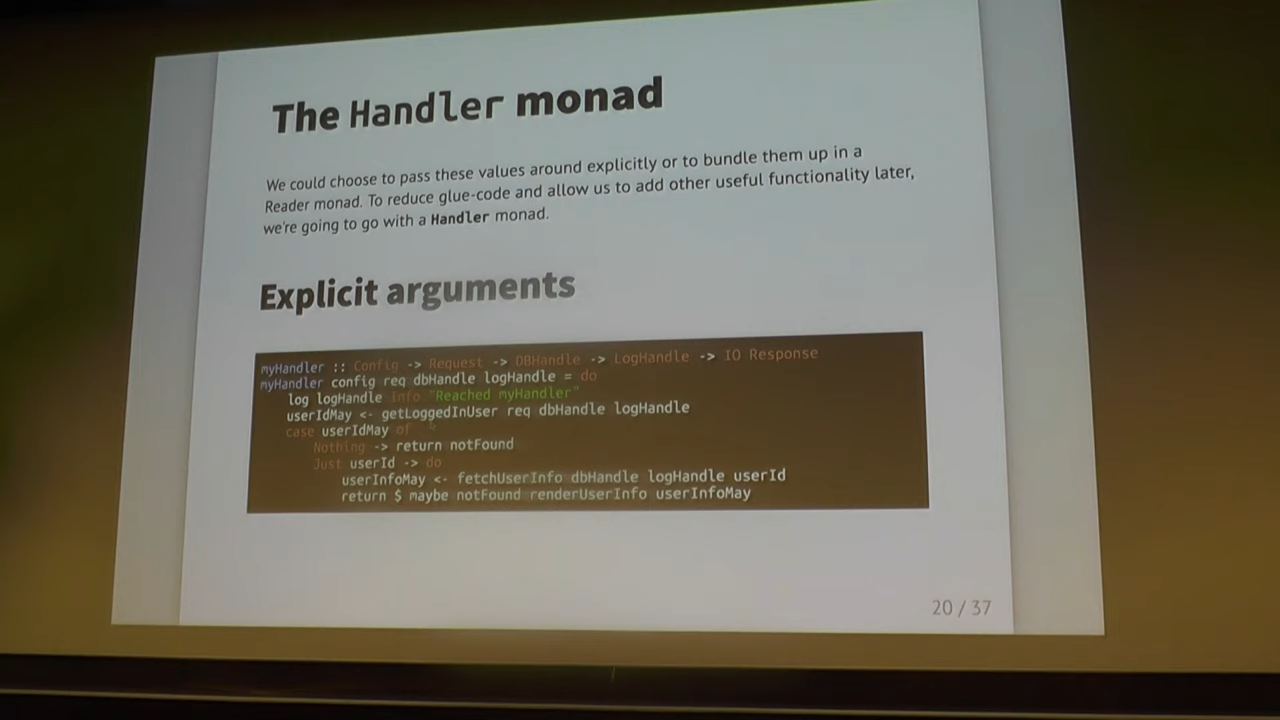 The Handler monad
We could choose to pass these values around explicitly or to bundle them up in a
Reader monad. To reduce glue-code and allow us to add other useful functionality later,
we're going to go with a Handler monad.
Explicit arguments
myHandler :: Config -> Request -> DBHandle -> LogHandle -> IO Response
myHandler config req dbHandle logHandle = do
    log logHandle Info "Reached myHandler"
    userIdMay <- getLoggedInUser req dbHandle logHandle
    case userIdMay of
        Nothing -> return notFound
        Just userId -> do
            userInfoMay <- fetchUserInfo dbHandle logHandle userId
            return $ maybe notFound renderUserInfo userInfoMay
20 / 37